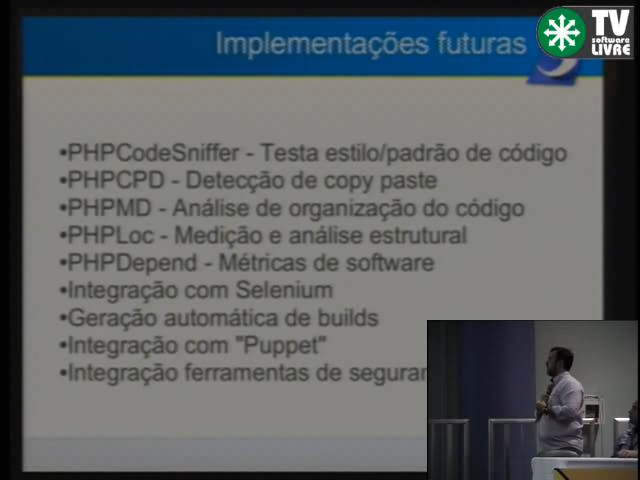 Implementações futuras
TV
software
LIVRE
•PHPCodeSniffer - Testa estilo/padrão de código
•PHPCPD - Detecção de copy paste
•PHPMD - Análise de organização do código
•PHPLoc - Medição e análise estrutural
•PHPDepend - Métricas de software
•Integração com Selenium
•Geração automática de builds
•Integração com "Puppet"
•Integração ferramentas de seguran